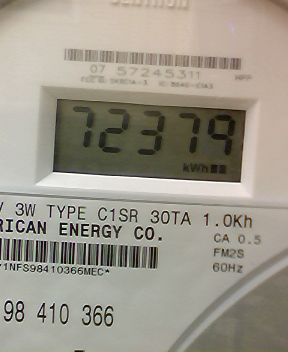 07 57245311
72379
kWh
V 3W TYPE C1SR 30TA 1.0Kh
RICAN ENERGY CO.
CA 0.5
FM2S
60Hz
1NFS98410366MEC*
98 410 366